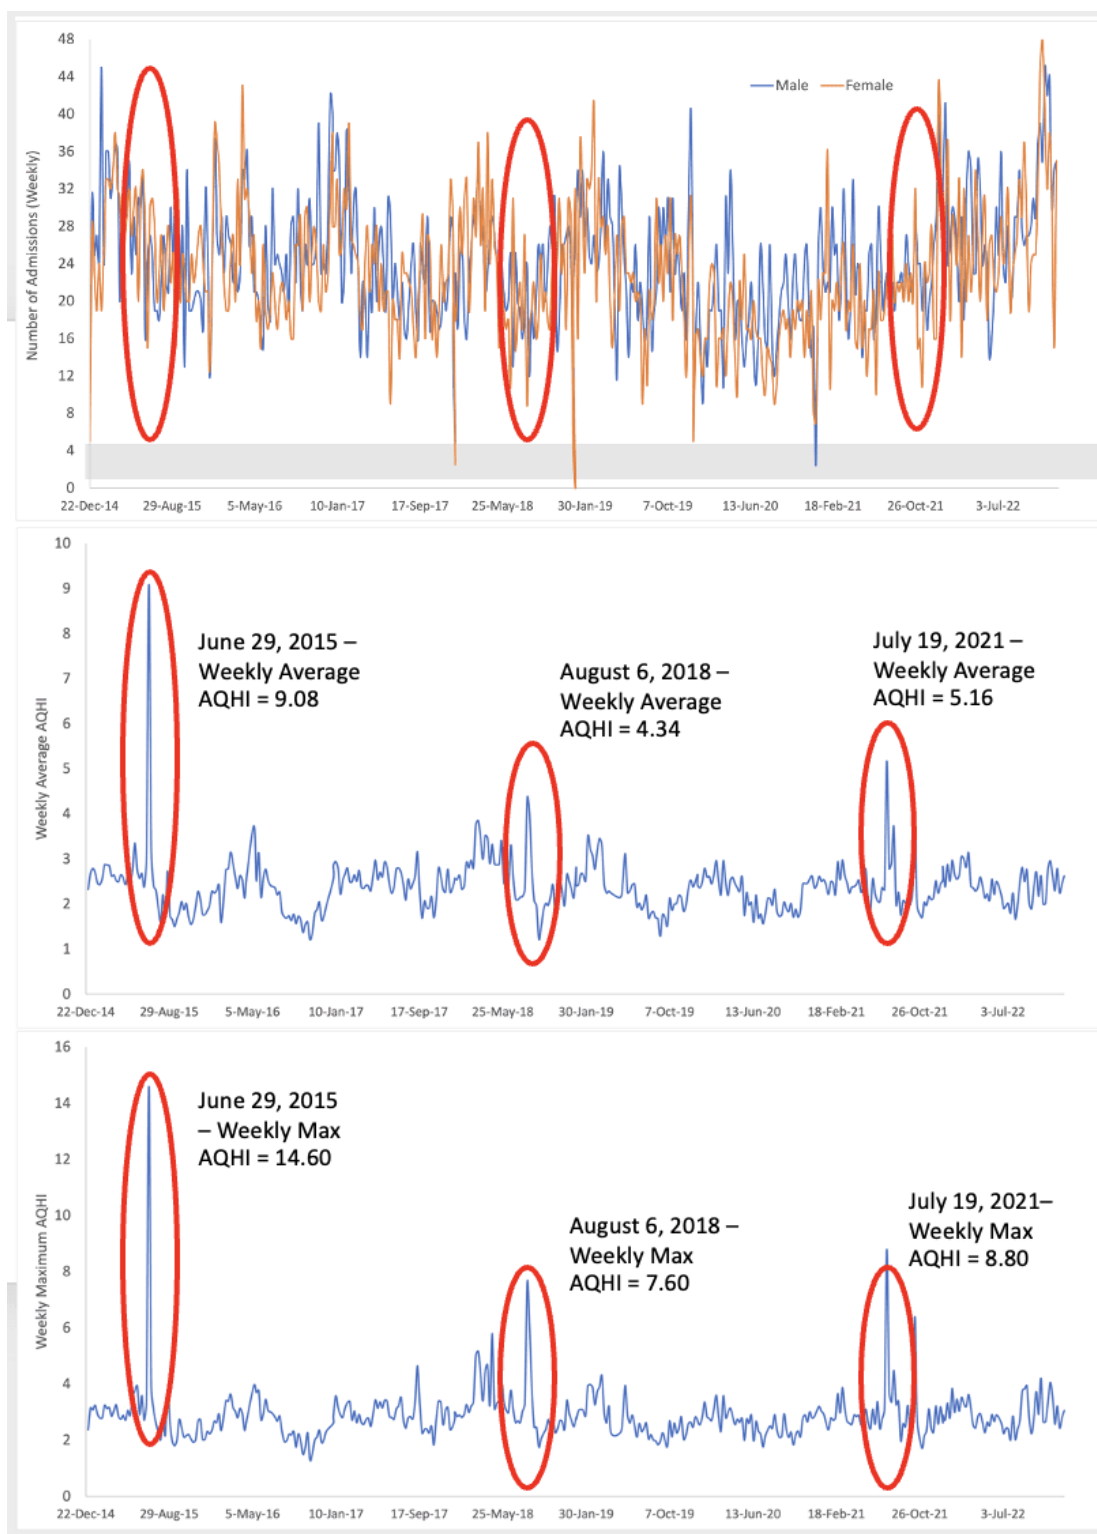 48
44
40
36
32
28
24
20
16
12
8
4
0
Number of Admissions (Weekly)
Male Female
22-Dec-14 29-Aug-15 5-May-16 10-Jan-17 17-Sep-17 25-May-18 30-Jan-19 7-Oct-19 13-Jun-20 18-Feb-21 26-Oct-21 3-Jul-22
10
9
8
7
6
5
4
3
2
1
0
Weekly Average AQHI
June 29, 2015 –
Weekly Average
AQHI = 9.08
August 6, 2018 –
Weekly Average
AQHI = 4.34
July 19, 2021 –
Weekly Average
AQHI = 5.16
22-Dec-14 29-Aug-15 5-May-16 10-Jan-17 17-Sep-17 25-May-18 30-Jan-19 7-Oct-19 13-Jun-20 18-Feb-21 26-Oct-21 3-Jul-22
16
14
12
10
8
6
4
2
0
Weekly Maximum AQHI
June 29, 2015
– Weekly Max
AQHI = 14.60
August 6, 2018 –
Weekly Max
AQHI = 7.60
July 19, 2021–
Weekly Max
AQHI = 8.80
22-Dec-14 29-Aug-15 5-May-16 10-Jan-17 17-Sep-17 25-May-18 30-Jan-19 7-Oct-19 13-Jun-20 18-Feb-21 26-Oct-21 3-Jul-22